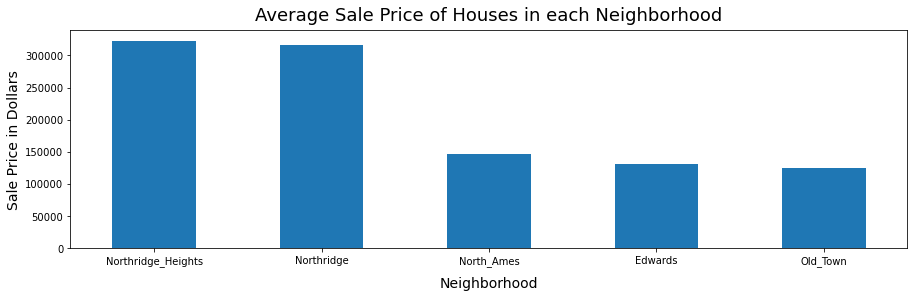 Average Sale Price of Houses in each Neighborhood
Sale Price in Dollars
300000
250000
200000
150000
100000
50000
0
Northridge_Heights Northridge North_Ames Edwards Old_Town
Neighborhood